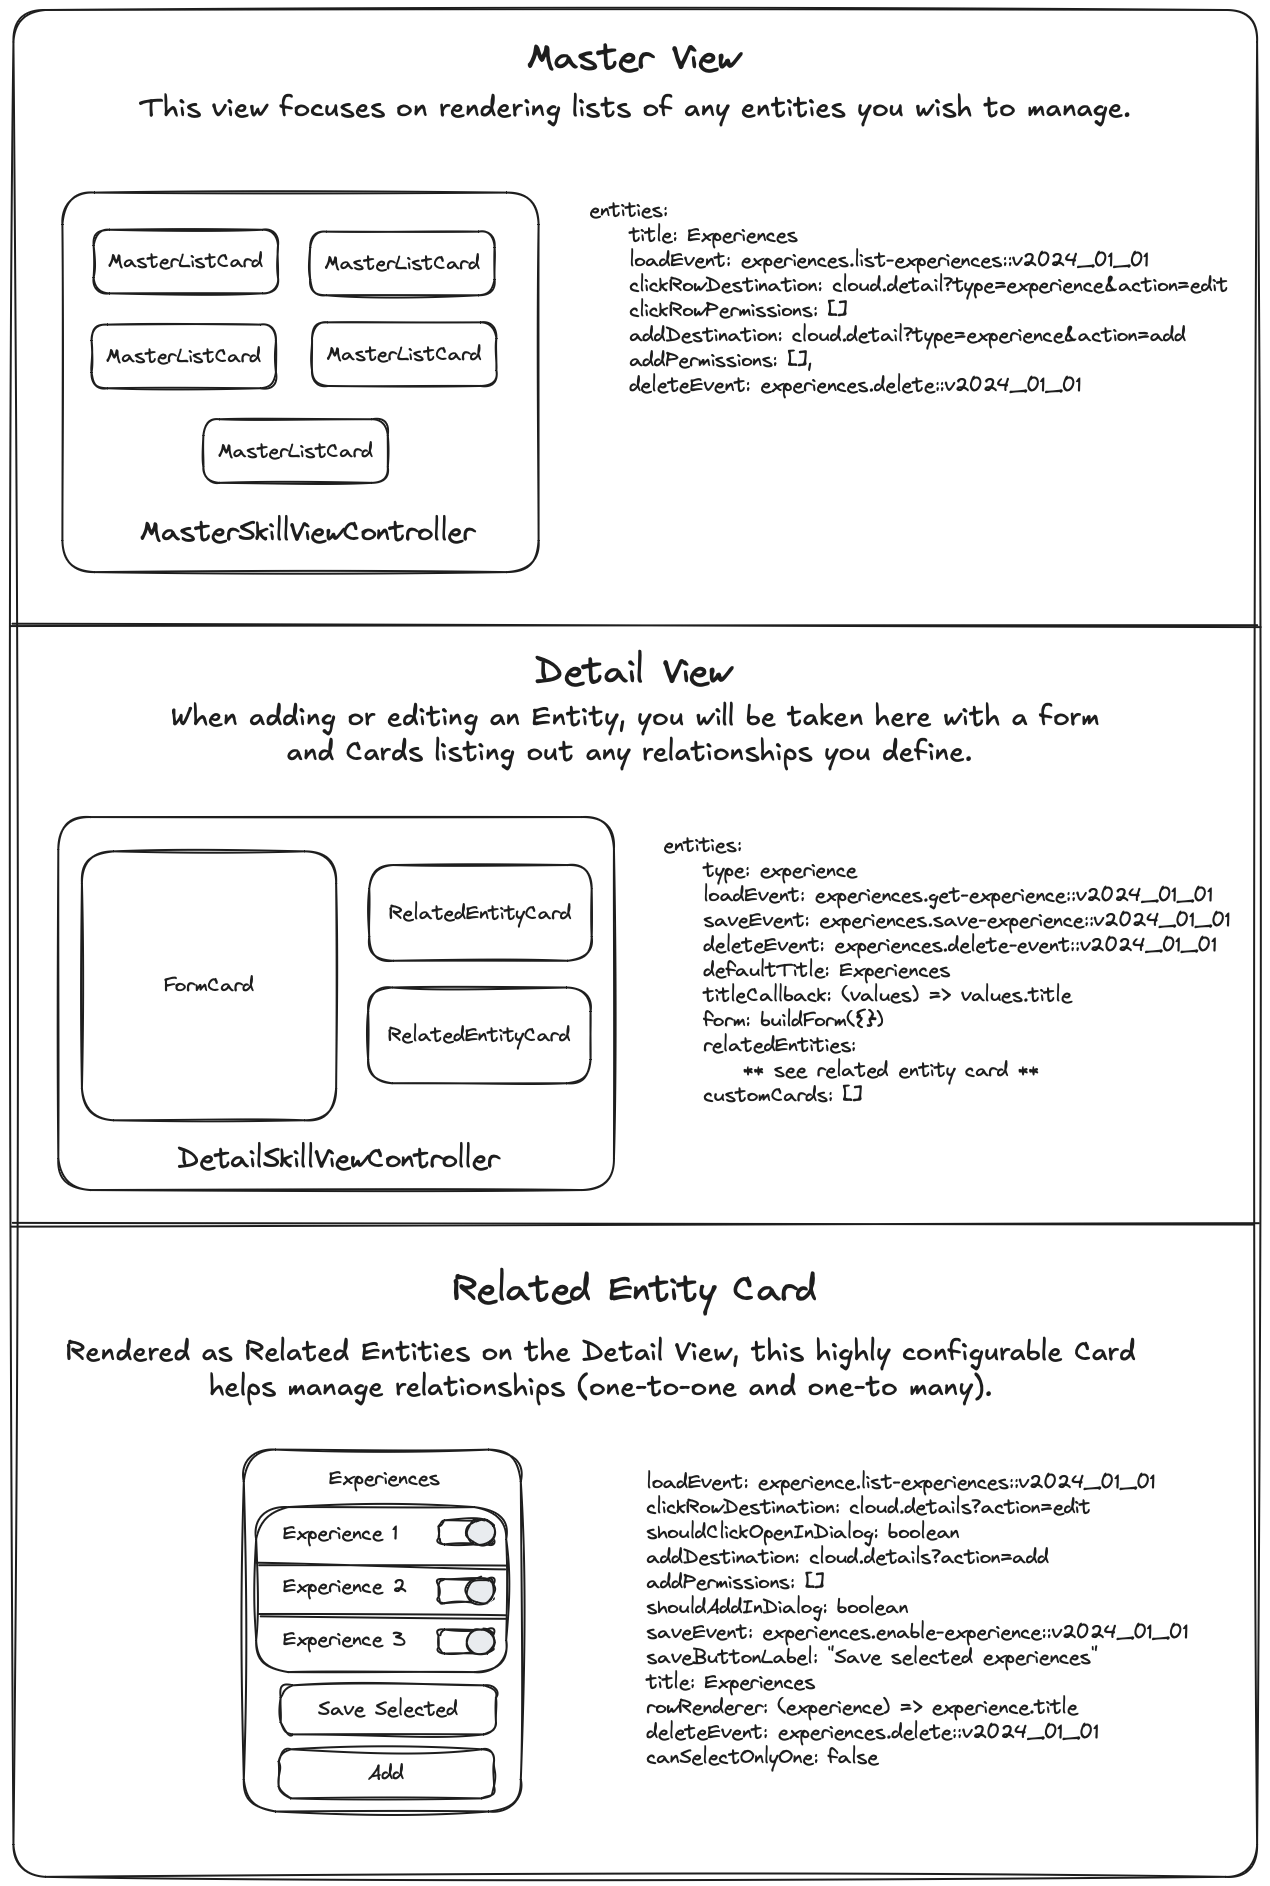 Master View
This view focuses on rendering lists of any entities you wish to manage.
MasterListCard
MasterListCard
MasterListCard
MasterListCard
MasterListCard
MasterSkillViewController
entities:
title: Experiences
loadEvent: experiences.list-experiences::v2024_01_01
clickRowDestination: cloud.detail?type=experience&action=edit
clickRowPermissions: []
addDestination: cloud.detail?type=experience&action=add
addPermissions: [],
deleteEvent: experiences.delete::v2024_01_01
Detail View
When adding or editing an Entity, you will be taken here with a form
and Cards listing out any relationships you define.
FormCard
RelatedEntityCard
RelatedEntityCard
DetailSkillViewController
entities:
type: experience
loadEvent: experiences.get-experience::v2024_01_01
saveEvent: experiences.save-experience::v2024_01_01
deleteEvent: experiences.delete-event::v2024_01_01
defaultTitle: Experiences
titleCallback: (values) => values.title
form: buildForm({})
relatedEntities:
** see related entity card **
customCards: []
Related Entity Card
Rendered as Related Entities on the Detail View, this highly configurable Card
helps manage relationships (one-to-one and one-to many).
Experiences
Experience 1
Experience 2
Experience 3
Save Selected
Add
loadEvent: experience.list-experiences::v2024_01_01
clickRowDestination: cloud.details?action=edit
shouldClickOpenInDialog: boolean
addDestination: cloud.details?action=add
addPermissions: []
shouldAddInDialog: boolean
saveEvent: experiences.enable-experience::v2024_01_01
saveButtonLabel: "Save selected experiences"
title: Experiences
rowRenderer: (experience) => experience.title
deleteEvent: experiences.delete::v2024_01_01
canSelectOnlyOne: false